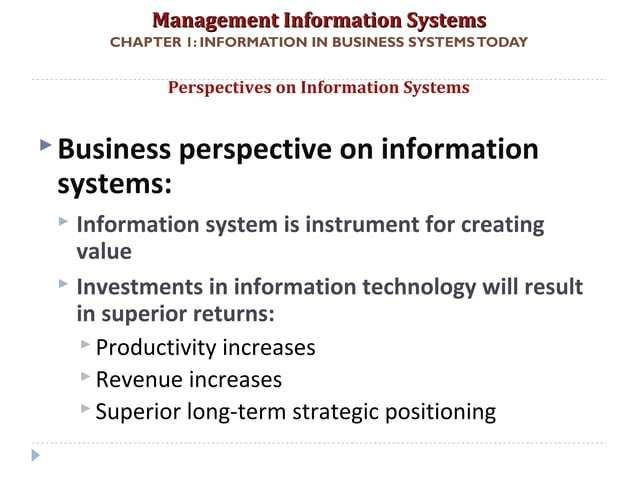 Management Information Systems
CHAPTER 1: INFORMATION IN BUSINESS SYSTEMS TODAY
Perspectives on Information Systems
Business perspective on information
systems:
Information system is instrument for creating
value
Investments in information technology will result
in superior returns:
Productivity increases
Revenue increases
Superior long-term strategic positioning